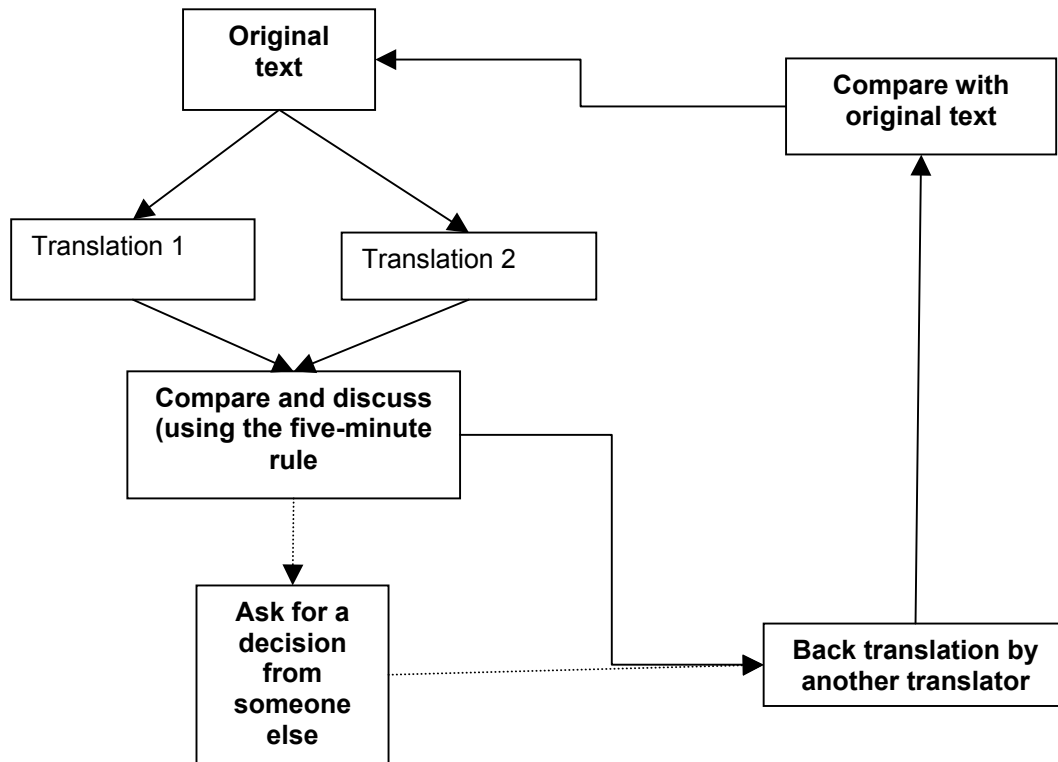 Original
text
Compare with
original text
Translation 1
Translation 2
Compare and discuss
(using the five-minute
rule
Ask for a
decision
from
someone
else
Back translation by
another translator